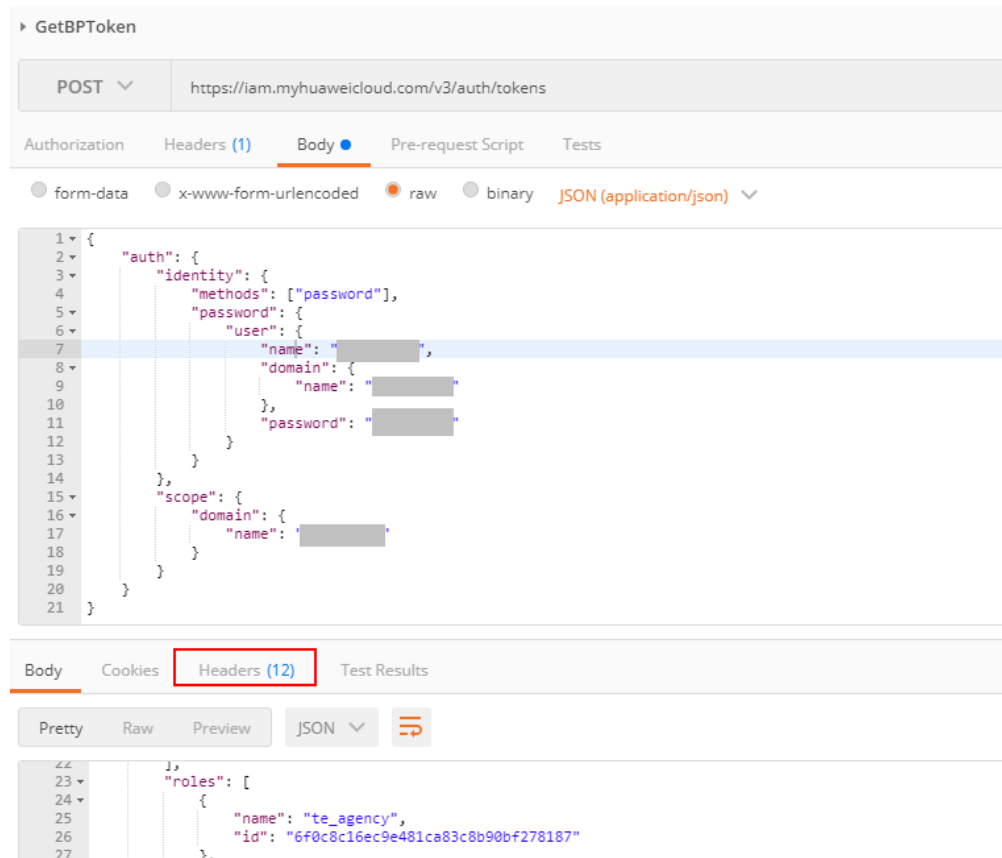 GetBPToken
POST https://iam.myhuaweicloud.com/v3/auth/tokens
Authorization Headers (1) Body Pre-request Script Tests
form-data x-www-form-urlencoded raw binary JSON (application/json)
1 {
2 "auth": {
3 "identity": {
4 "methods": ["password"],
5 "password": {
6 "user": {
7 "name": " ",
8 "domain": {
9 "name": " "
10 },
11 "password": " "
12 }
13 }
14 },
15 "scope": {
16 "domain": {
17 "name": " "
18 }
19 }
20 }
21 }
Body Cookies Headers (12) Test Results
Pretty Raw Preview JSON
22 ],
23 "roles": [
24 {
25 "name": "te_agency",
26 "id": "6f0c8c16ec9e481ca83c8b90bf278187"
27 },